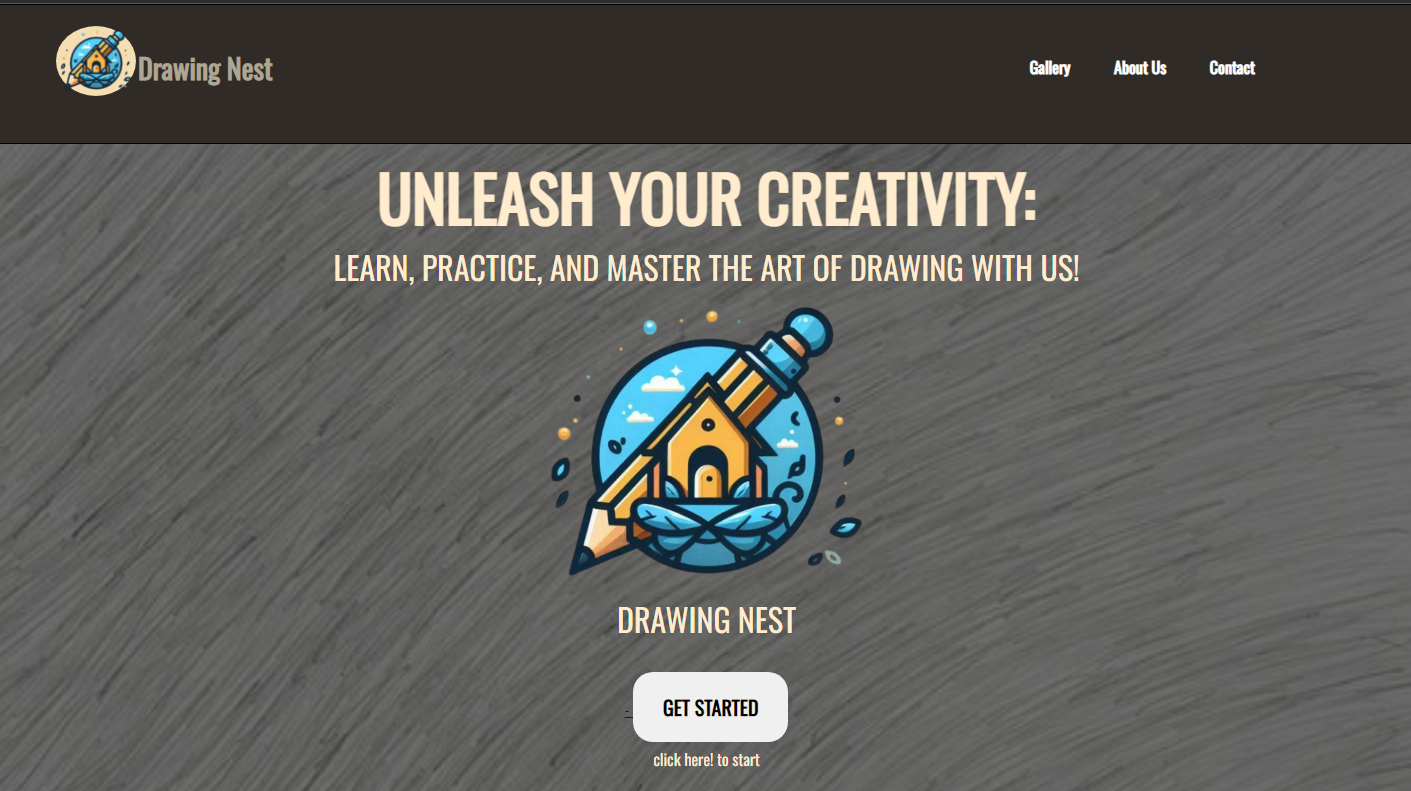 Drawing Nest
Gallery About Us Contact
UNLEASH YOUR CREATIVITY:
LEARN, PRACTICE, AND MASTER THE ART OF DRAWING WITH US!
DRAWING NEST
GET STARTED
click here! to start